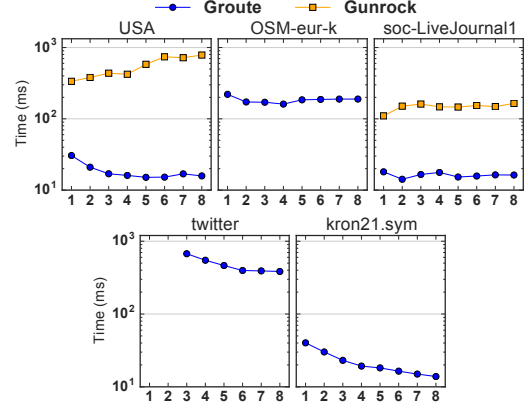 Groute Gunrock
USA OSM-eur-k soc-LiveJournal1
10³
10²
10¹
Time (ms)
1 2 3 4 5 6 7 8 1 2 3 4 5 6 7 8 1 2 3 4 5 6 7 8
twitter kron21.sym
10³
10²
10¹
Time (ms)
1 2 3 4 5 6 7 8 1 2 3 4 5 6 7 8